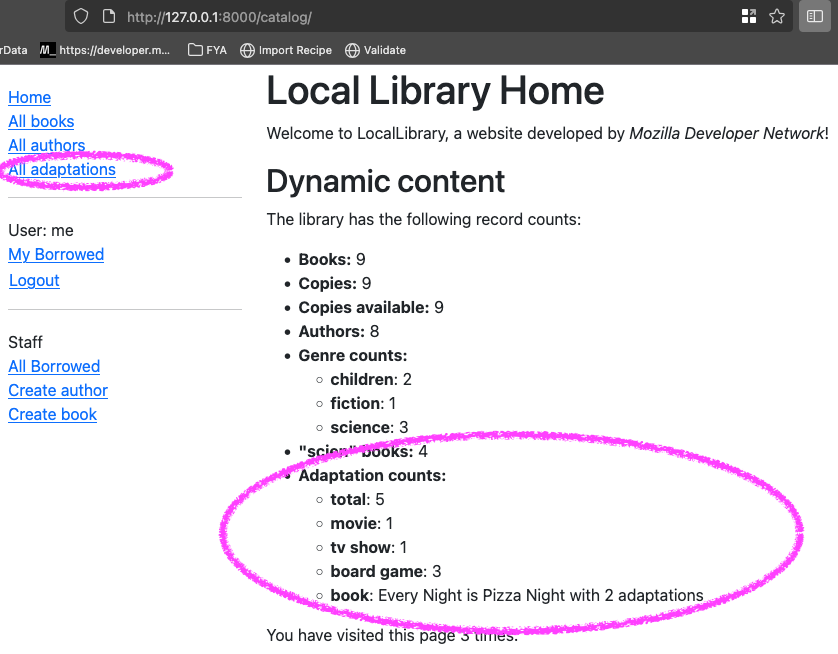 http://127.0.0.1:8000/catalog/
rData M_ https://developer.m... FYA Import Recipe Validate
Home
All books
All authors
All adaptations
User: me
My Borrowed
Logout
Staff
All Borrowed
Create author
Create book
Local Library Home
Welcome to LocalLibrary, a website developed by Mozilla Developer Network!
Dynamic content
The library has the following record counts:
• Books: 9
• Copies: 9
• Copies available: 9
• Authors: 8
• Genre counts:
◦ children: 2
◦ fiction: 1
◦ science: 3
• "scien" books: 4
• Adaptation counts:
◦ total: 5
◦ movie: 1
◦ tv show: 1
◦ board game: 3
◦ book: Every Night is Pizza Night with 2 adaptations
You have visited this page 3 times.